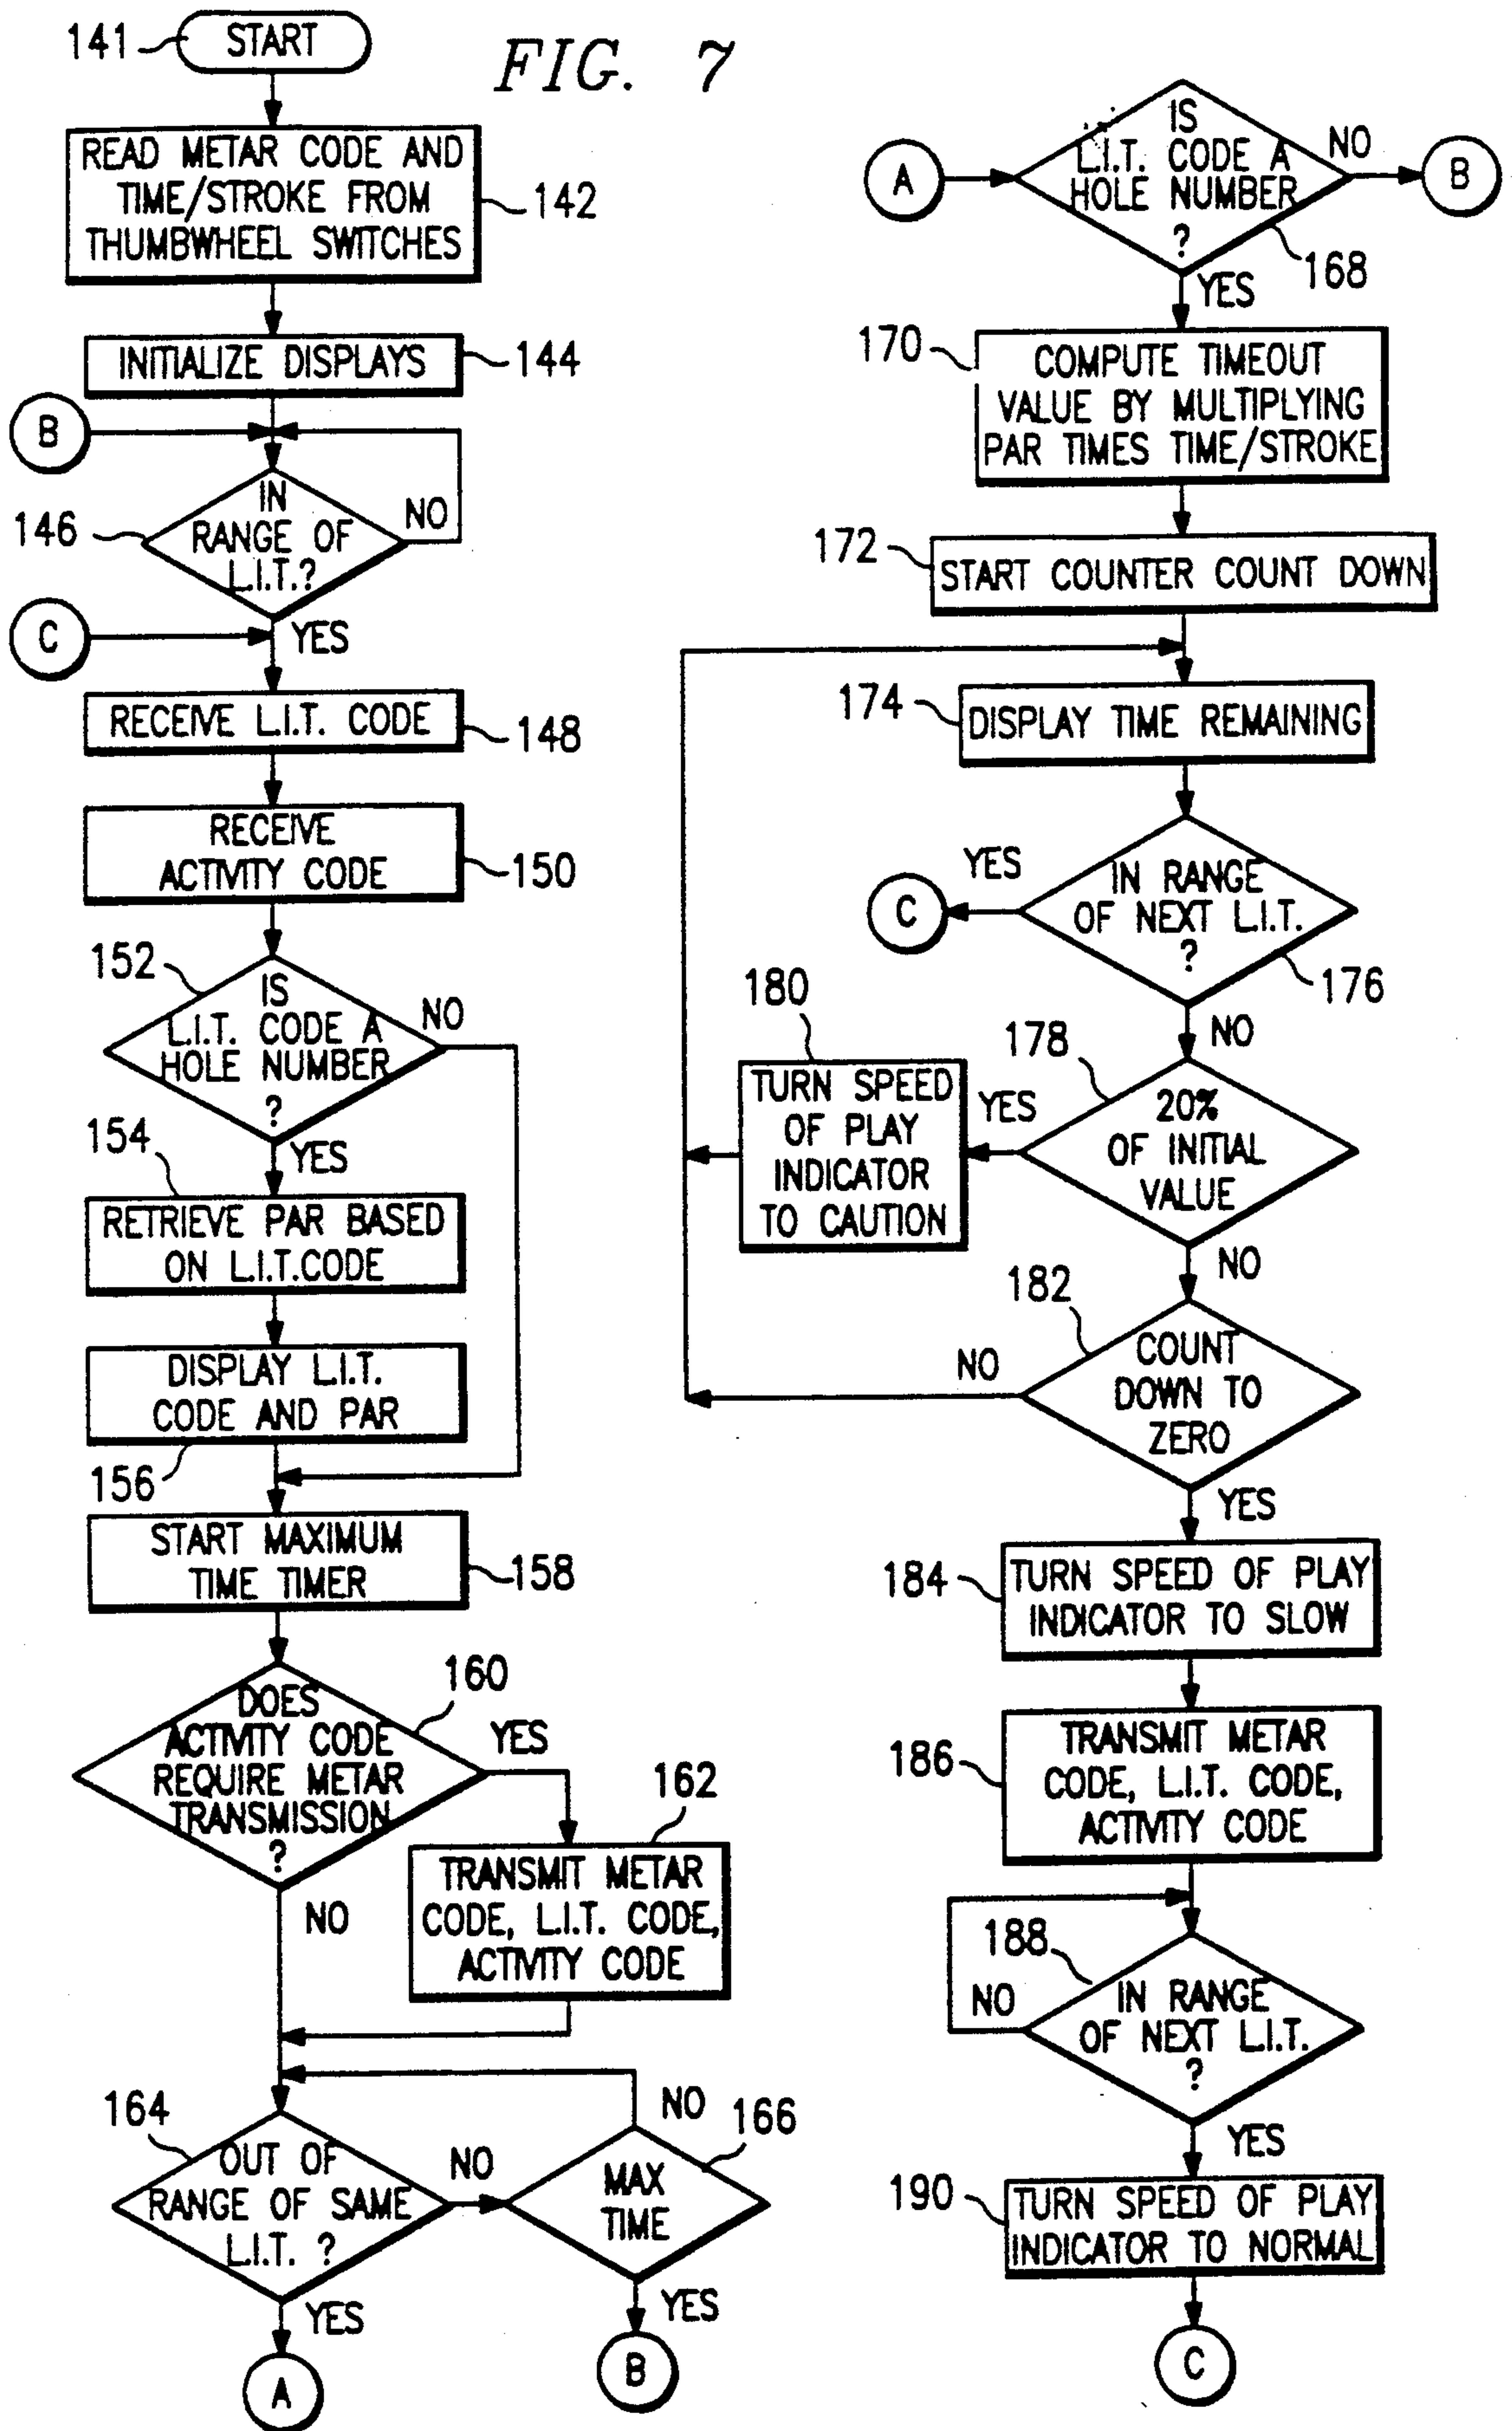 FIG. 7
141
START
READ METAR CODE AND
TIME/STROKE FROM
THUMBWHEEL SWITCHES
142
INITIALIZE DISPLAYS
144
B
IN
RANGE OF
L.I.T.?
146
NO
C
YES
RECEIVE L.I.T. CODE
148
RECEIVE
ACTIVITY CODE
150
152
IS
L.I.T. CODE A
HOLE NUMBER
?
NO
154
YES
RETRIEVE PAR BASED
ON L.I.T.CODE
DISPLAY L.I.T.
CODE AND PAR
156
START MAXIMUM
TIME TIMER
158
160
DOES
ACTIVITY CODE
REQUIRE METAR
TRANSMISSION
?
YES
162
NO
TRANSMIT METAR
CODE, L.I.T. CODE,
ACTIVITY CODE
164
OUT OF
RANGE OF SAME
L.I.T. ?
NO
NO
166
MAX
TIME
YES
YES
A
B
A
IS
L.I.T. CODE A
HOLE NUMBER
?
NO
B
168
YES
170
COMPUTE TIMEOUT
VALUE BY MULTIPLYING
PAR TIMES TIME/STROKE
172
START COUNTER COUNT DOWN
174
DISPLAY TIME REMAINING
YES
C
IN RANGE
OF NEXT L.I.T.
?
176
NO
180
178
TURN SPEED
OF PLAY
INDICATOR
TO CAUTION
YES
20%
OF INITIAL
VALUE
NO
182
NO
COUNT
DOWN TO
ZERO
YES
184
TURN SPEED OF PLAY
INDICATOR TO SLOW
186
TRANSMIT METAR
CODE, L.I.T. CODE,
ACTIVITY CODE
188
NO
IN RANGE
OF NEXT L.I.T.
?
YES
190
TURN SPEED OF PLAY
INDICATOR TO NORMAL
C